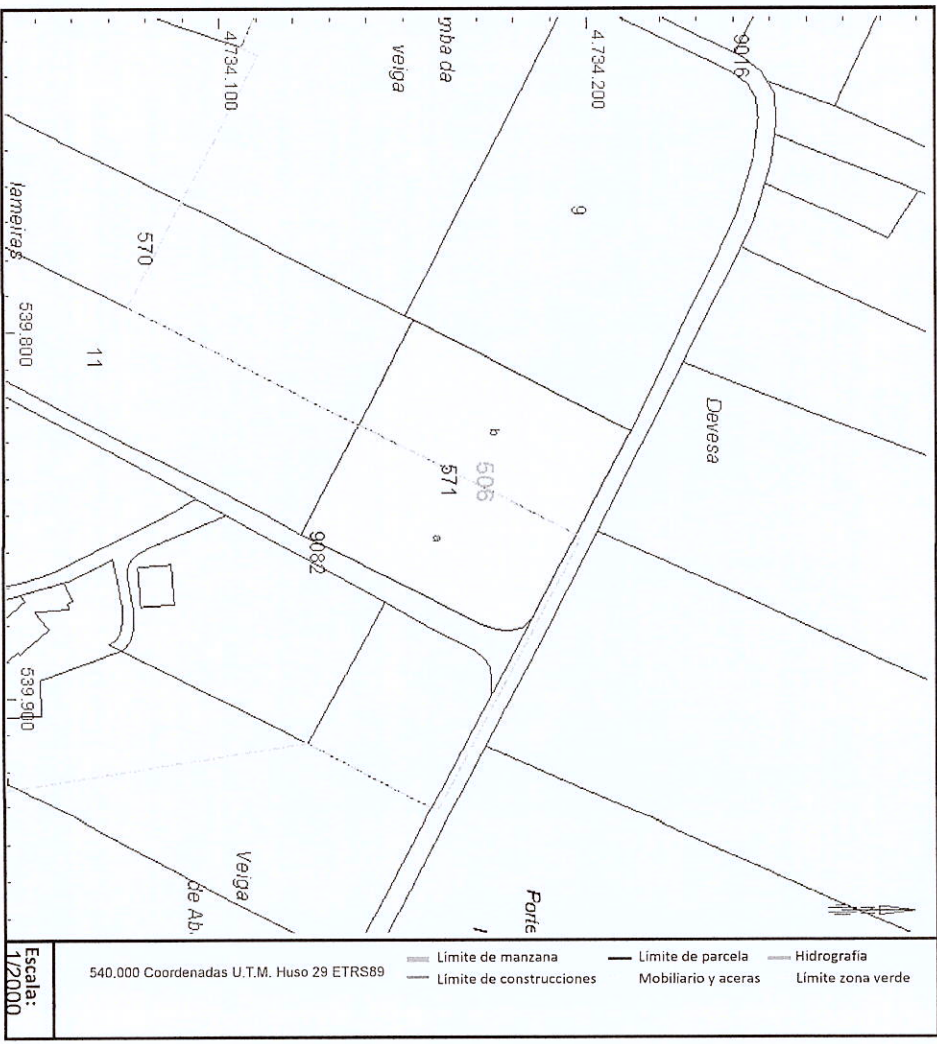 9016
4.734.200
4.734.100
mba da
veiga
9
570
lameiras
539.800
11
Devesa
b
506
571
a
9082
539.900
Veiga
de Ab.
Porte
Escala:
1/2000
540.000 Coordenadas U.T.M. Huso 29 ETRS89
Límite de manzana
Límite de parcela
Hidrografía
Límite de construcciones
Mobiliario y aceras
Límite zona verde